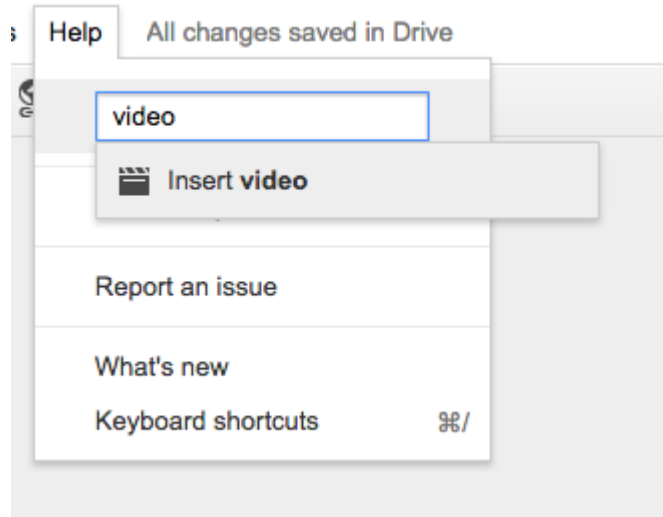 s Help All changes saved in Drive
video
Insert video
Report an issue
What's new
Keyboard shortcuts ⌘/